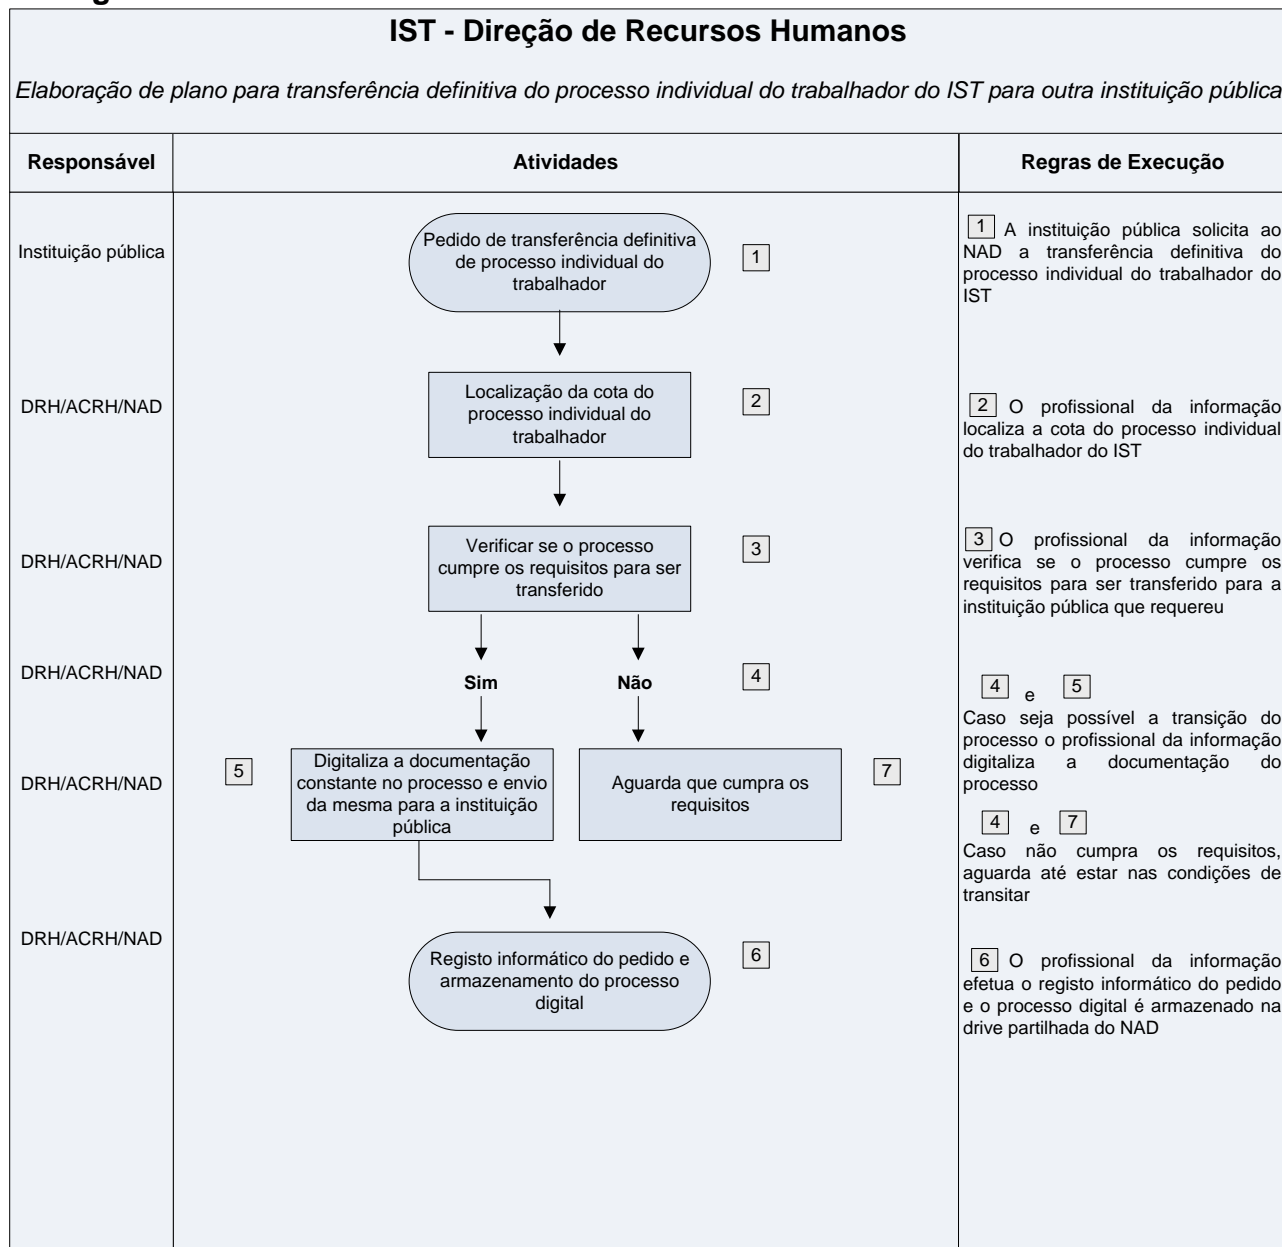 IST - Direção de Recursos Humanos
Elaboração de plano para transferência definitiva do processo individual do trabalhador do IST para outra instituição pública
Responsável
Atividades
Regras de Execução
Instituição pública
Pedido de transferência definitiva
de processo individual do
trabalhador
1
1 A instituição pública solicita ao
NAD a transferência definitiva do
processo individual do trabalhador do
IST
DRH/ACRH/NAD
Localização da cota do
processo individual do
trabalhador
2
2 O profissional da informação
localiza a cota do processo individual
do trabalhador do IST
DRH/ACRH/NAD
Verificar se o processo
cumpre os requisitos para ser
transferido
3
3 O profissional da informação
verifica se o processo cumpre os
requisitos para ser transferido para a
instituição pública que requereu
DRH/ACRH/NAD
Sim
Não
4
4 e 5
Caso seja possível a transição do
processo o profissional da informação
digitaliza a documentação do
processo
DRH/ACRH/NAD
5
Digitaliza a documentação
constante no processo e envio
da mesma para a instituição
pública
Aguarda que cumpra os
requisitos
7
4 e 7
Caso não cumpra os requisitos,
aguarda até estar nas condições de
transitar
DRH/ACRH/NAD
Registo informático do pedido e
armazenamento do processo
digital
6
6 O profissional da informação
efetua o registo informático do pedido
e o processo digital é armazenado na
drive partilhada do NAD